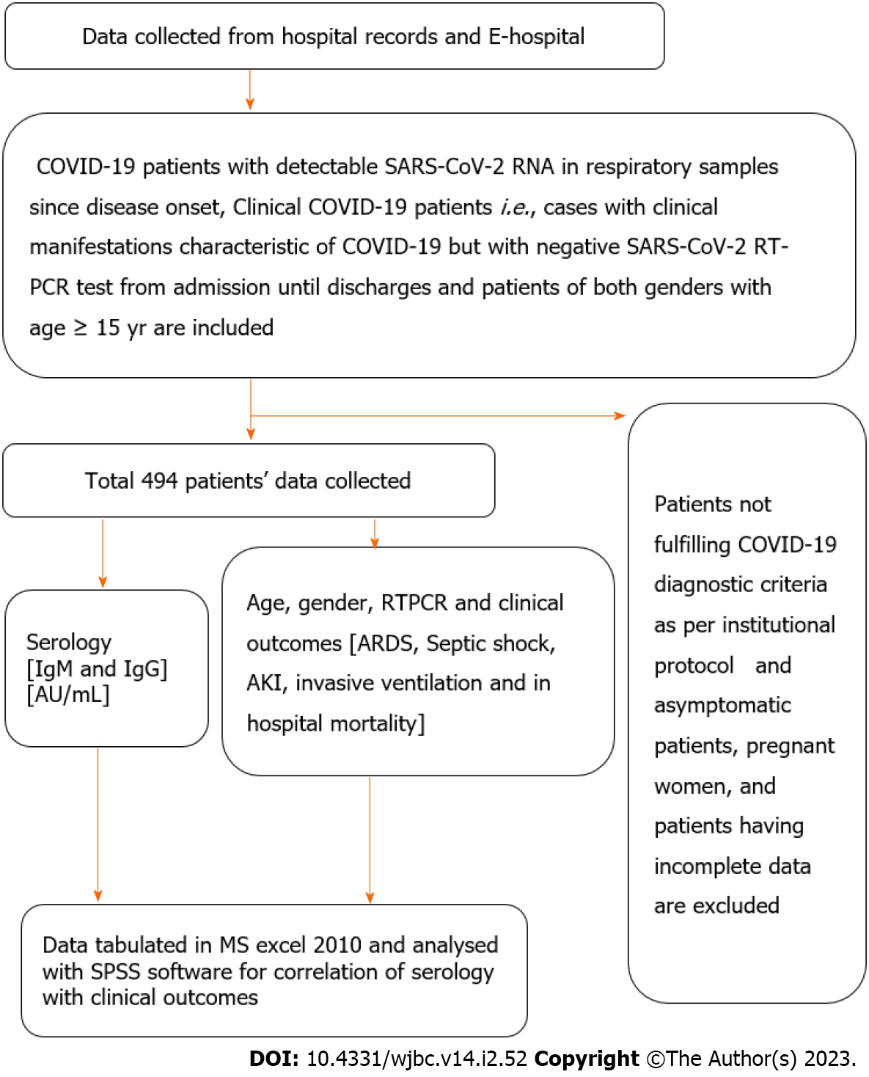 Data collected from hospital records and E-hospital
COVID-19 patients with detectable SARS-CoV-2 RNA in respiratory samples
since disease onset, Clinical COVID-19 patients i.e., cases with clinical
manifestations characteristic of COVID-19 but with negative SARS-CoV-2 RT-
PCR test from admission until discharges and patients of both genders with
age ≥ 15 yr are included
Total 494 patients’ data collected
Serology
[IgM and IgG]
[AU/mL]
Age, gender, RTPCR and clinical
outcomes [ARDS, Septic shock,
AKI, invasive ventilation and in
hospital mortality]
Patients not
fulfilling COVID-19
diagnostic criteria
as per institutional
protocol and
asymptomatic
patients, pregnant
women, and
patients having
incomplete data
are excluded
Data tabulated in MS excel 2010 and analysed
with SPSS software for correlation of serology
with clinical outcomes
DOI: 10.4331/wjbc.v14.i2.52 Copyright ©The Author(s) 2023.